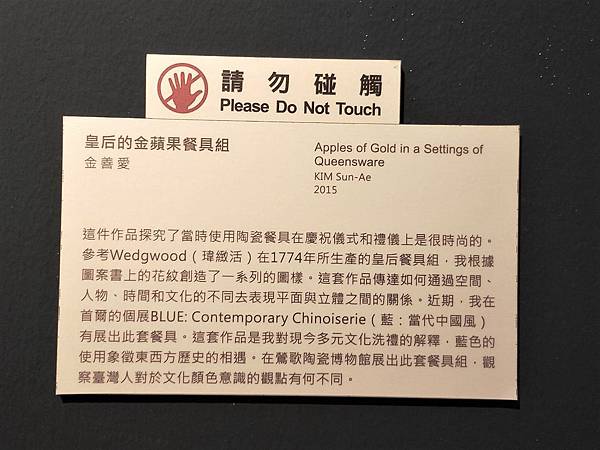 請勿碰觸
Please Do Not Touch
皇后的金蘋果餐具組
金善愛
Apples of Gold in a Settings of
Queensware
KIM Sun-Ae
2015
這件作品探究了當時使用陶瓷餐具在慶祝儀式和禮儀上是很時尚的。
參考Wedgwood（瑋緻活）在1774年所生產的皇后餐具組，我根據
圖案書上的花紋創造了一系列的圖樣。這套作品傳達如何通過空間、
人物、時間和文化的不同去表現平面與立體之間的關係。近期，我在
首爾的個展BLUE: Contemporary Chinoiserie（藍：當代中國風）
有展出此套餐具。這套作品是我對現今多元文化洗禮的解釋，藍色的
使用象徵東西方歷史的相遇。在鶯歌陶瓷博物館展出此套餐具組，觀
察臺灣人對於文化顏色意識的觀點有何不同。